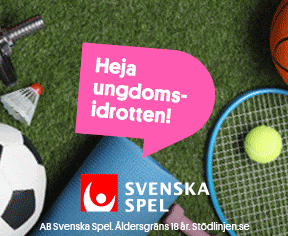 Heja
ungdoms-
idrotten!
SVENSKA
SPEL
AB Svenska Spel. Åldersgräns 18 år. Stödlinjen.se